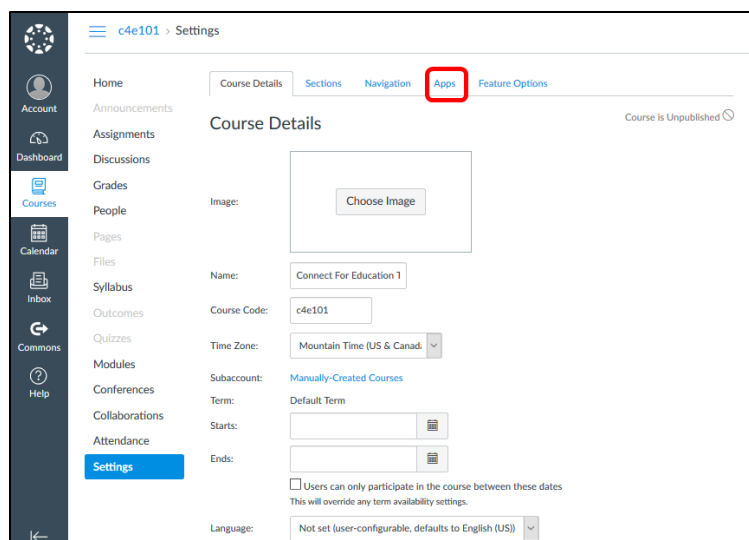 c4e101 > Settings
Account
Dashboard
Courses
Calendar
Inbox
Commons
Help
Home
Announcements
Assignments
Discussions
Grades
People
Pages
Files
Syllabus
Outcomes
Quizzes
Modules
Conferences
Collaborations
Attendance
Settings
Course Details Sections Navigation Apps Feature Options
Course Details
Course is Unpublished
Image: Choose Image
Name: Connect For Education T
Course Code: c4e101
Time Zone: Mountain Time (US & Canada
Subaccount: Manually-Created Courses
Term: Default Term
Starts:
Ends:
Users can only participate in the course between these dates
This will override any term availability settings.
Language: Not set (user-configurable, defaults to English (US))